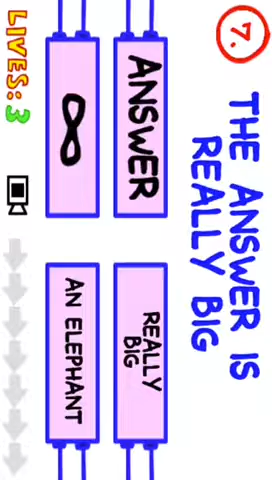 7.
THE ANSWER IS
REALLY BIG
ANSWER
REALLY
BIG
∞
AN ELEPHANT
LIVES: 3